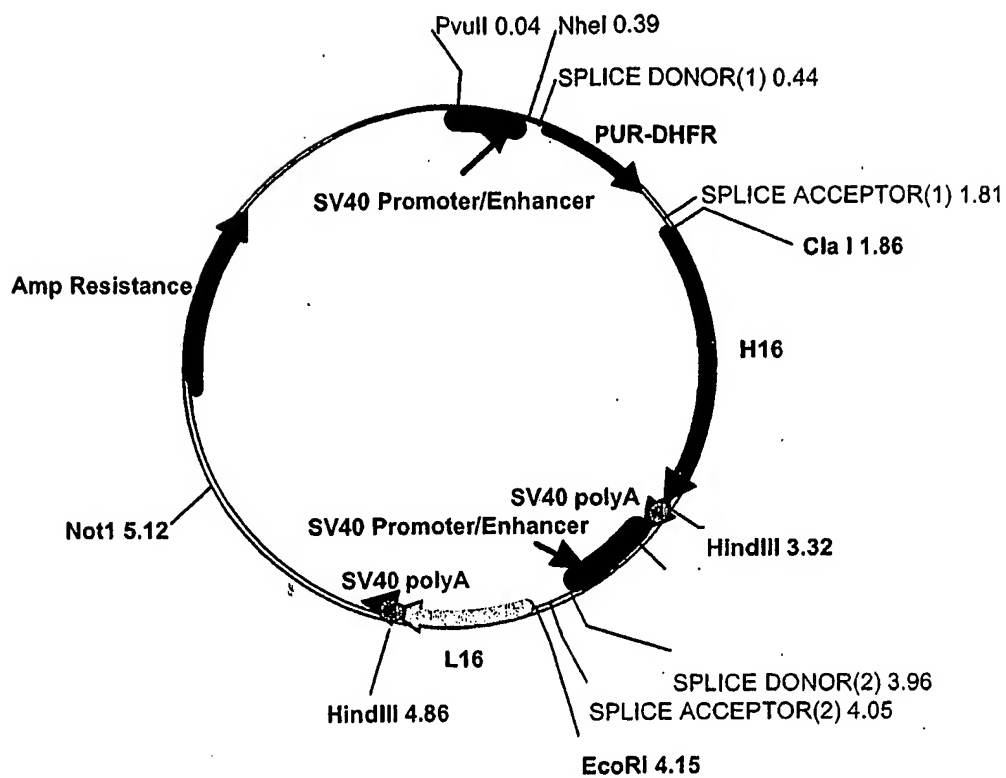 PvuII 0.04
NheI 0.39
SPLICE DONOR(1) 0.44
PUR-DHFR
SV40 Promoter/Enhancer
SPLICE ACCEPTOR(1) 1.81
Cla I 1.86
Amp Resistance
H16
SV40 polyA
SV40 Promoter/Enhancer
HindIII 3.32
Not1 5.12
SV40 polyA
L16
SPLICE DONOR(2) 3.96
HindIII 4.86
SPLICE ACCEPTOR(2) 4.05
EcoRI 4.15